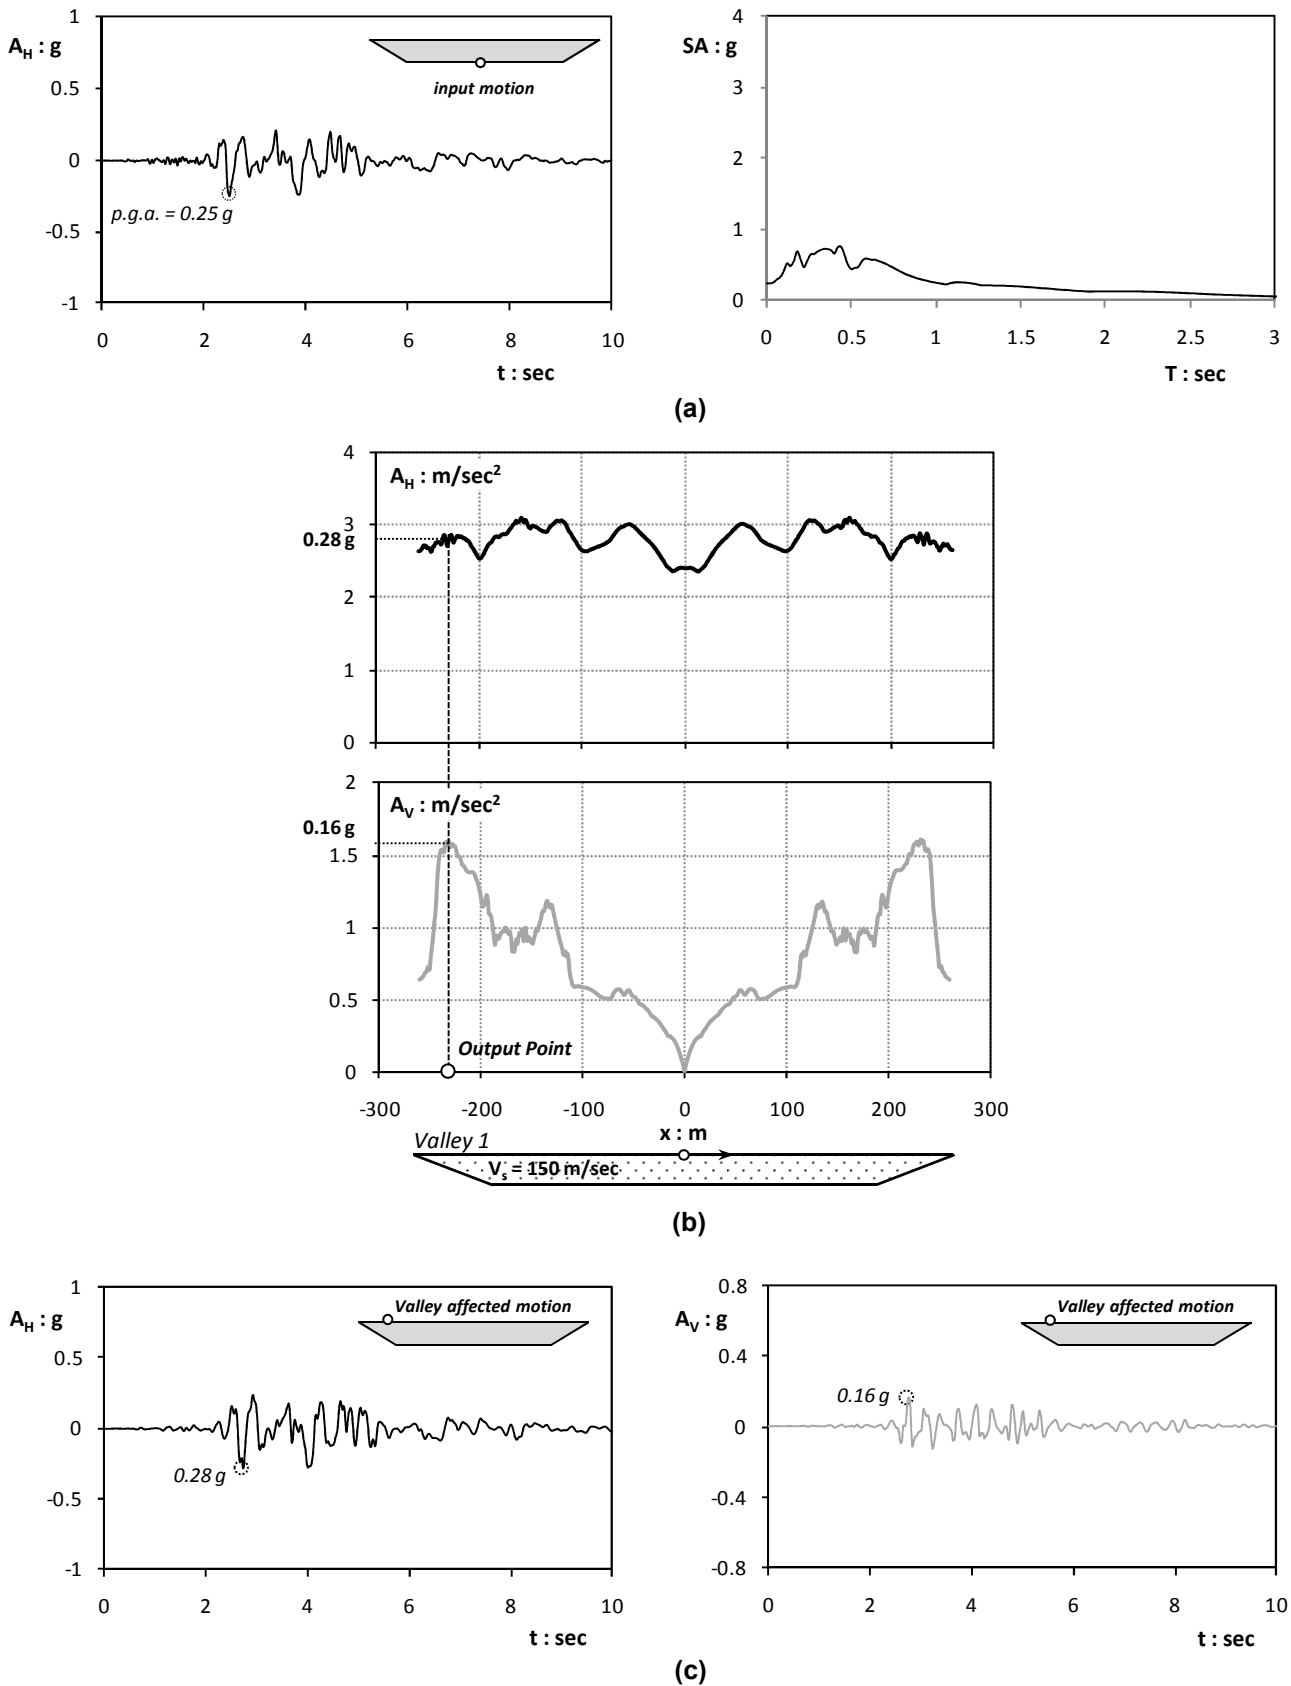 A_H : g
1
0.5
0
-0.5
-1
input motion
p.g.a. = 0.25 g
0 2 4 6 8 10
t : sec
SA : g
4
3
2
1
0
0 0.5 1 1.5 2 2.5 3
T : sec
(a)
A_H : m/sec²
4
3
0.28 g
2
1
0
A_V : m/sec²
2
0.16 g
1.5
1
0.5
0
Output Point
-300 -200 -100 0 100 200 300
x : m
Valley 1
V_s = 150 m/sec
(b)
A_H : g
1
0.5
0
-0.5
-1
Valley affected motion
0.28 g
0 2 4 6 8 10
t : sec
A_V : g
0.8
0.4
0
-0.4
-0.8
Valley affected motion
0.16 g
0 2 4 6 8 10
t : sec
(c)